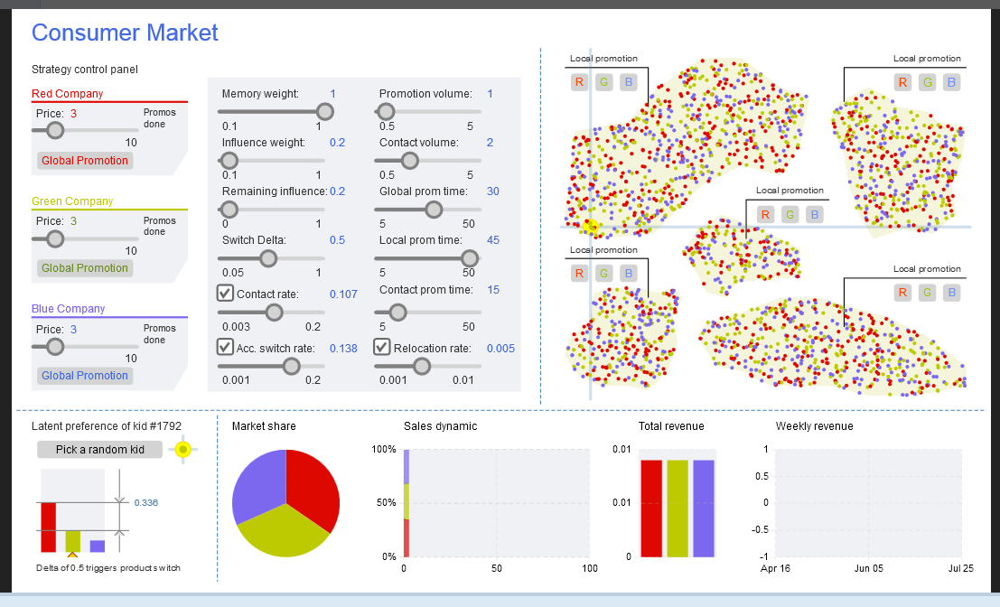 Consumer Market
Strategy control panel
Red Company
Price: 3
Promos done
10
Global Promotion
Green Company
Price: 3
Promos done
10
Global Promotion
Blue Company
Price: 3
Promos done
10
Global Promotion
Memory weight: 1
0.1 1
Influence weight: 0.2
0.1 1
Remaining influence: 0.2
0 1
Switch Delta: 0.5
0.05 1
Contact rate: 0.107
0.003 0.2
Acc. switch rate: 0.138
0.001 0.2
Promotion volume: 1
0.5 5
Contact volume: 2
0.5 5
Global prom time: 30
5 50
Local prom time: 45
5 50
Contact prom time: 15
5 50
Relocation rate: 0.005
0.001 0.01
Local promotion
R G B
Local promotion
R G B
Local promotion
R G B
Local promotion
R G B
Local promotion
R G B
Latent preference of kid #1792
Pick a random kid
0.336
Delta of 0.5 triggers product switch
Market share
Sales dynamic
100%
50%
0%
0 50 100
Total revenue
0.01
0.01
0
Weekly revenue
1
0.5
0
-0.5
-1
Apr 16 Jun 05 Jul 25